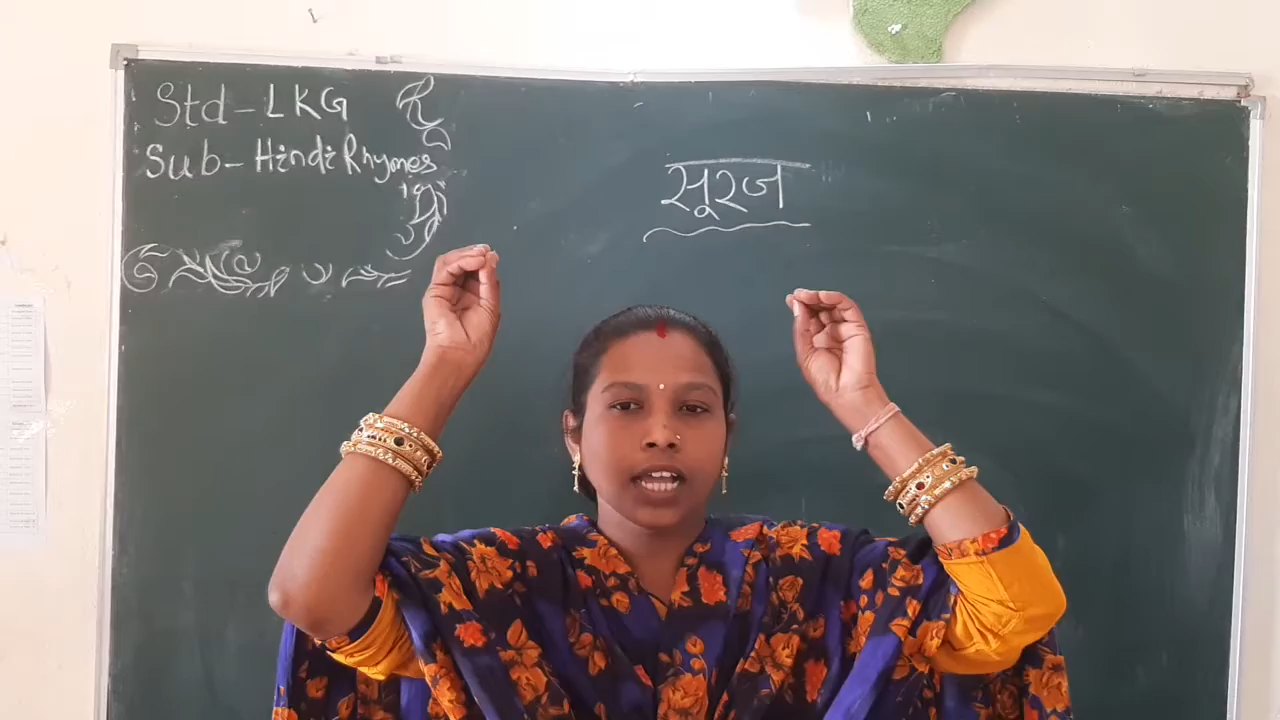 Std - LKG
Sub - Hindi Rhymes
सूरज